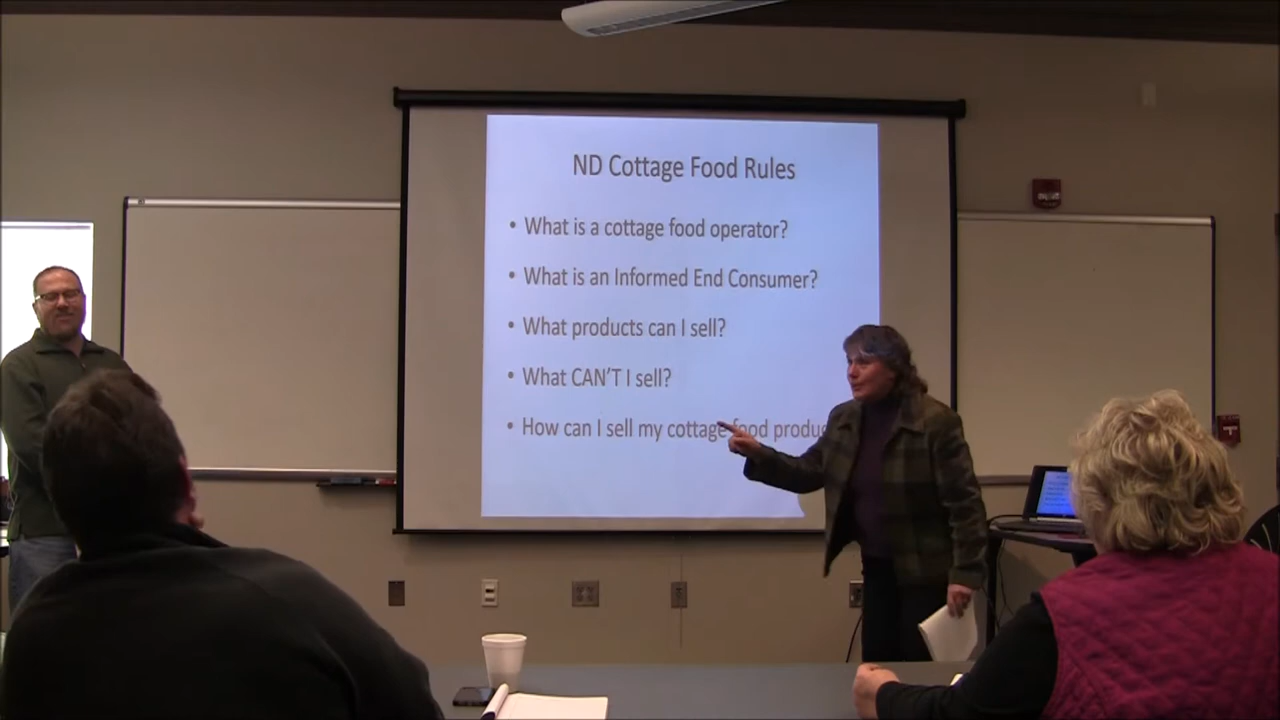 ND Cottage Food Rules
• What is a cottage food operator?
• What is an Informed End Consumer?
• What products can I sell?
• What CAN'T I sell?
• How can I sell my cottage food produc